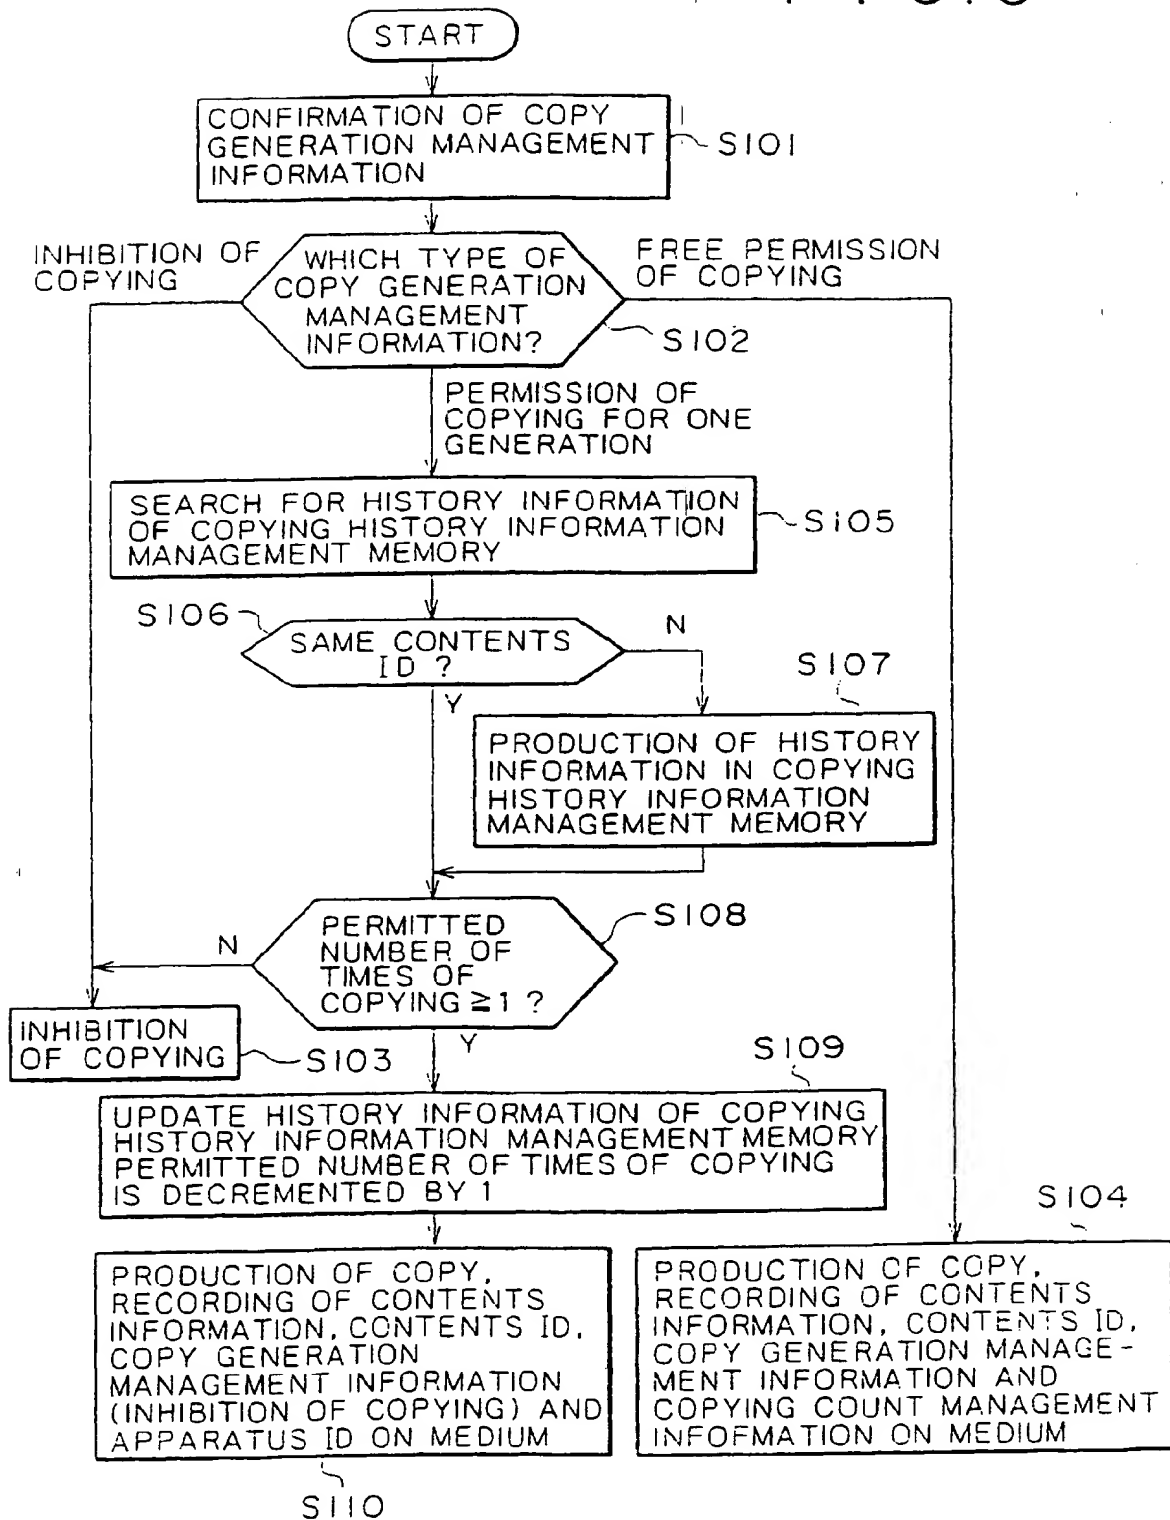 START
CONFIRMATION OF COPY
GENERATION MANAGEMENT
INFORMATION
S101
INHIBITION OF
COPYING
WHICH TYPE OF
COPY GENERATION
MANAGEMENT
INFORMATION?
FREE PERMISSION
OF COPYING
S102
PERMISSION OF
COPYING FOR ONE
GENERATION
SEARCH FOR HISTORY INFORMATION
OF COPYING HISTORY INFORMATION
MANAGEMENT MEMORY
S105
S106
SAME CONTENTS
ID ?
N
Y
S107
PRODUCTION OF HISTORY
INFORMATION IN COPYING
HISTORY INFORMATION
MANAGEMENT MEMORY
PERMITTED
NUMBER OF
TIMES OF
COPYING ≧ 1 ?
S108
N
Y
INHIBITION
OF COPYING
S103
S109
UPDATE HISTORY INFORMATION OF COPYING
HISTORY INFORMATION MANAGEMENT MEMORY
PERMITTED NUMBER OF TIMES OF COPYING
IS DECREMENTED BY 1
S104
PRODUCTION OF COPY,
RECORDING OF CONTENTS
INFORMATION, CONTENTS ID,
COPY GENERATION
MANAGEMENT INFORMATION
(INHIBITION OF COPYING) AND
APPARATUS ID ON MEDIUM
S110
PRODUCTION OF COPY,
RECORDING OF CONTENTS
INFORMATION, CONTENTS ID,
COPY GENERATION MANAGE-
MENT INFORMATION AND
COPYING COUNT MANAGEMENT
INFOFMATION ON MEDIUM